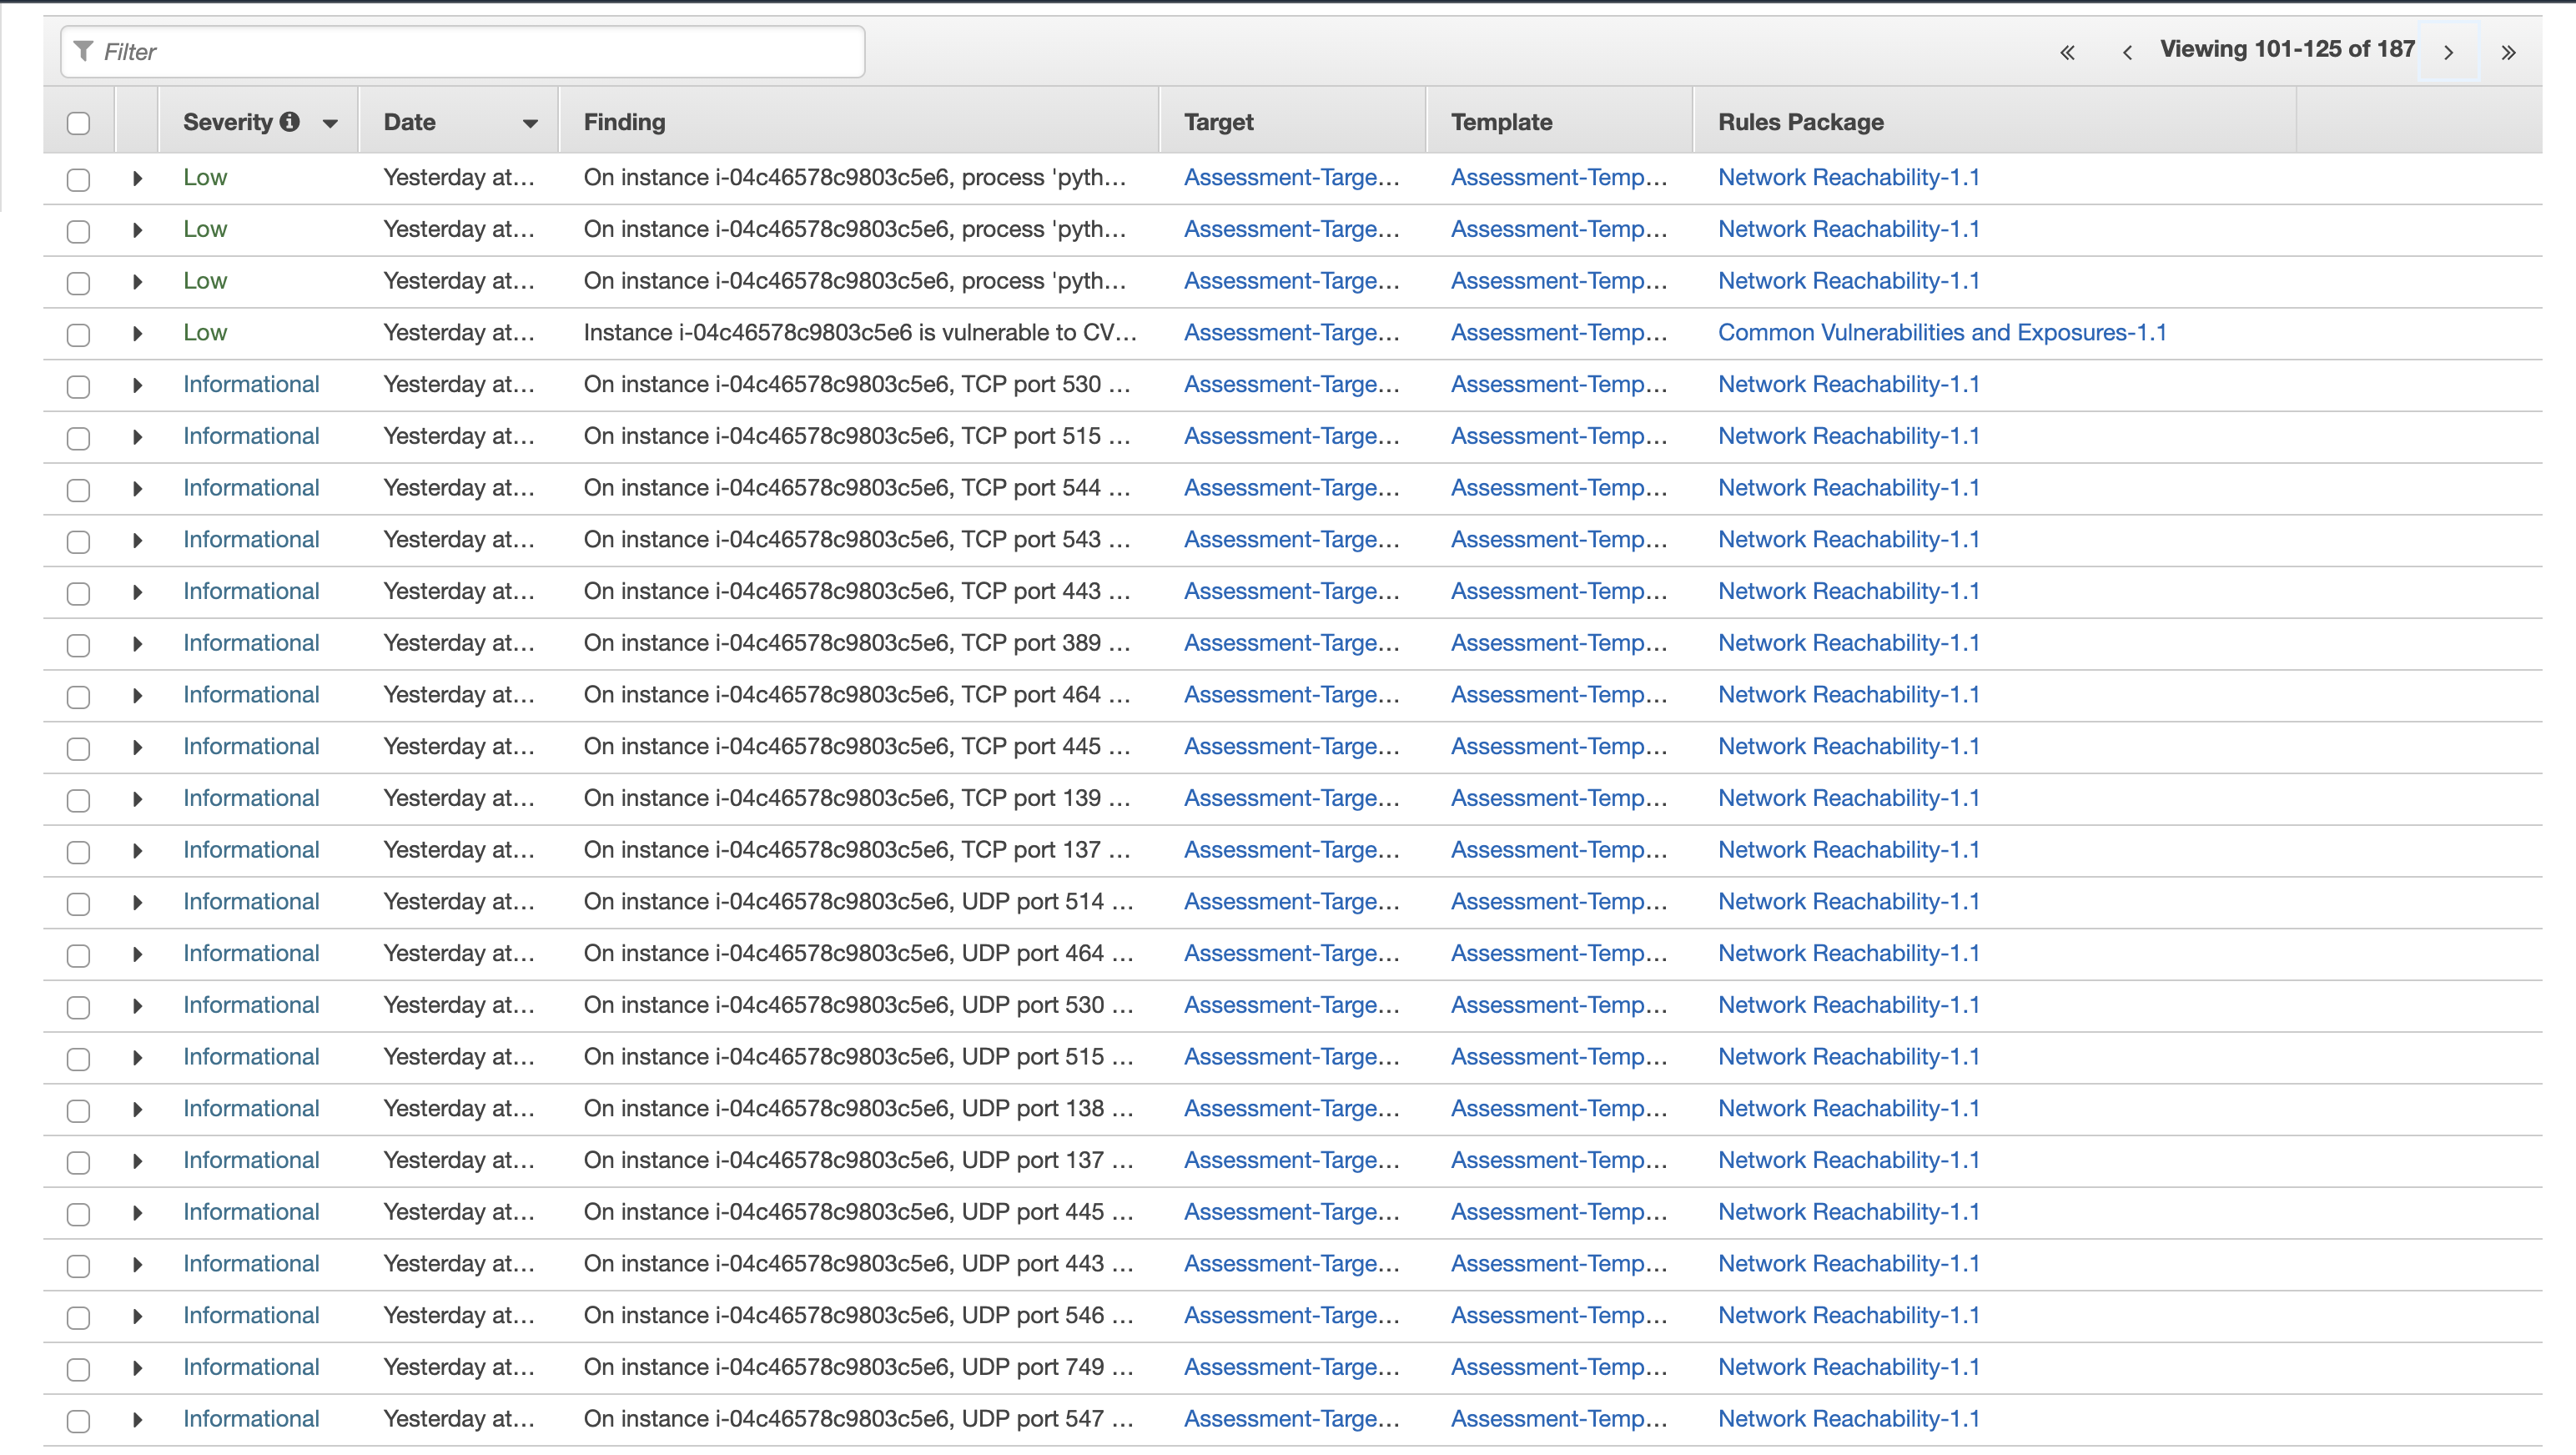 Filter
Viewing 101-125 of 187
Severity Date Finding Target Template Rules Package
Low Yesterday at... On instance i-04c46578c9803c5e6, process 'pyth... Assessment-Targe... Assessment-Temp... Network Reachability-1.1
Low Yesterday at... On instance i-04c46578c9803c5e6, process 'pyth... Assessment-Targe... Assessment-Temp... Network Reachability-1.1
Low Yesterday at... On instance i-04c46578c9803c5e6, process 'pyth... Assessment-Targe... Assessment-Temp... Network Reachability-1.1
Low Yesterday at... Instance i-04c46578c9803c5e6 is vulnerable to CV... Assessment-Targe... Assessment-Temp... Common Vulnerabilities and Exposures-1.1
Informational Yesterday at... On instance i-04c46578c9803c5e6, TCP port 530 ... Assessment-Targe... Assessment-Temp... Network Reachability-1.1
Informational Yesterday at... On instance i-04c46578c9803c5e6, TCP port 515 ... Assessment-Targe... Assessment-Temp... Network Reachability-1.1
Informational Yesterday at... On instance i-04c46578c9803c5e6, TCP port 544 ... Assessment-Targe... Assessment-Temp... Network Reachability-1.1
Informational Yesterday at... On instance i-04c46578c9803c5e6, TCP port 543 ... Assessment-Targe... Assessment-Temp... Network Reachability-1.1
Informational Yesterday at... On instance i-04c46578c9803c5e6, TCP port 443 ... Assessment-Targe... Assessment-Temp... Network Reachability-1.1
Informational Yesterday at... On instance i-04c46578c9803c5e6, TCP port 389 ... Assessment-Targe... Assessment-Temp... Network Reachability-1.1
Informational Yesterday at... On instance i-04c46578c9803c5e6, TCP port 464 ... Assessment-Targe... Assessment-Temp... Network Reachability-1.1
Informational Yesterday at... On instance i-04c46578c9803c5e6, TCP port 445 ... Assessment-Targe... Assessment-Temp... Network Reachability-1.1
Informational Yesterday at... On instance i-04c46578c9803c5e6, TCP port 139 ... Assessment-Targe... Assessment-Temp... Network Reachability-1.1
Informational Yesterday at... On instance i-04c46578c9803c5e6, TCP port 137 ... Assessment-Targe... Assessment-Temp... Network Reachability-1.1
Informational Yesterday at... On instance i-04c46578c9803c5e6, UDP port 514 ... Assessment-Targe... Assessment-Temp... Network Reachability-1.1
Informational Yesterday at... On instance i-04c46578c9803c5e6, UDP port 464 ... Assessment-Targe... Assessment-Temp... Network Reachability-1.1
Informational Yesterday at... On instance i-04c46578c9803c5e6, UDP port 530 ... Assessment-Targe... Assessment-Temp... Network Reachability-1.1
Informational Yesterday at... On instance i-04c46578c9803c5e6, UDP port 515 ... Assessment-Targe... Assessment-Temp... Network Reachability-1.1
Informational Yesterday at... On instance i-04c46578c9803c5e6, UDP port 138 ... Assessment-Targe... Assessment-Temp... Network Reachability-1.1
Informational Yesterday at... On instance i-04c46578c9803c5e6, UDP port 137 ... Assessment-Targe... Assessment-Temp... Network Reachability-1.1
Informational Yesterday at... On instance i-04c46578c9803c5e6, UDP port 445 ... Assessment-Targe... Assessment-Temp... Network Reachability-1.1
Informational Yesterday at... On instance i-04c46578c9803c5e6, UDP port 443 ... Assessment-Targe... Assessment-Temp... Network Reachability-1.1
Informational Yesterday at... On instance i-04c46578c9803c5e6, UDP port 546 ... Assessment-Targe... Assessment-Temp... Network Reachability-1.1
Informational Yesterday at... On instance i-04c46578c9803c5e6, UDP port 749 ... Assessment-Targe... Assessment-Temp... Network Reachability-1.1
Informational Yesterday at... On instance i-04c46578c9803c5e6, UDP port 547 ... Assessment-Targe... Assessment-Temp... Network Reachability-1.1